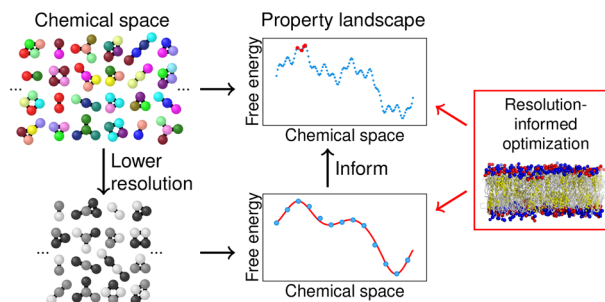 Chemical space
Property landscape
Free energy
Chemical space
...
...
Resolution-
informed
optimization
Lower
resolution
Inform
Free energy
Chemical space
...
...